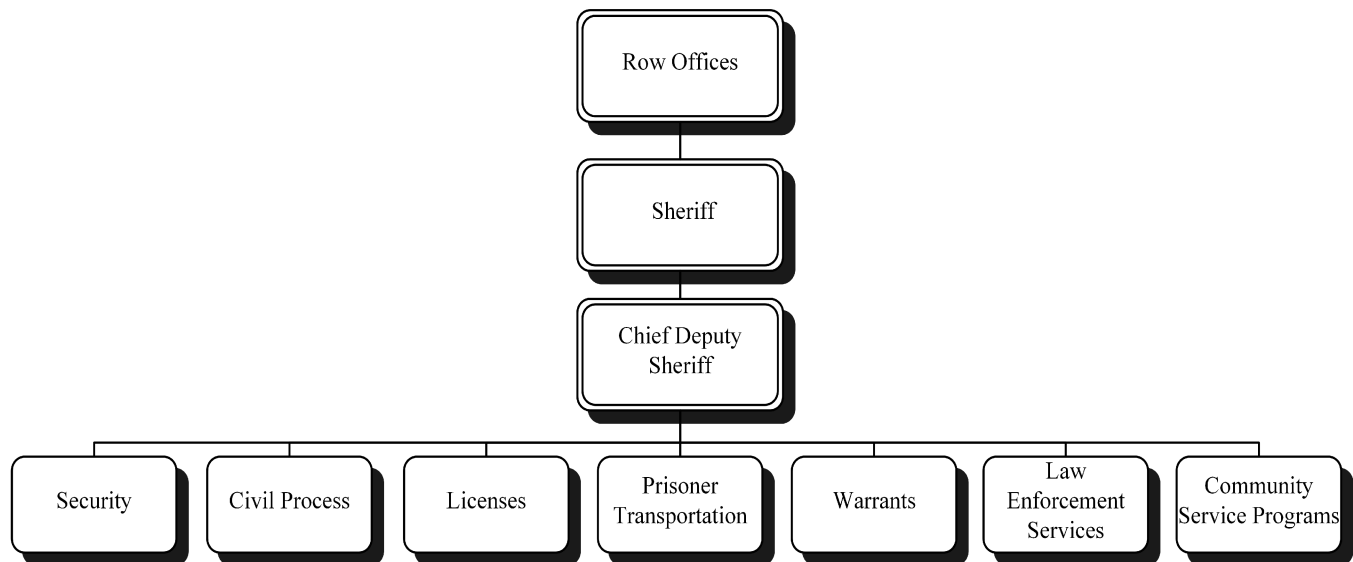 Row Offices
Sheriff
Chief Deputy
Sheriff
Security
Civil Process
Licenses
Prisoner
Transportation
Warrants
Law
Enforcement
Services
Community
Service Programs